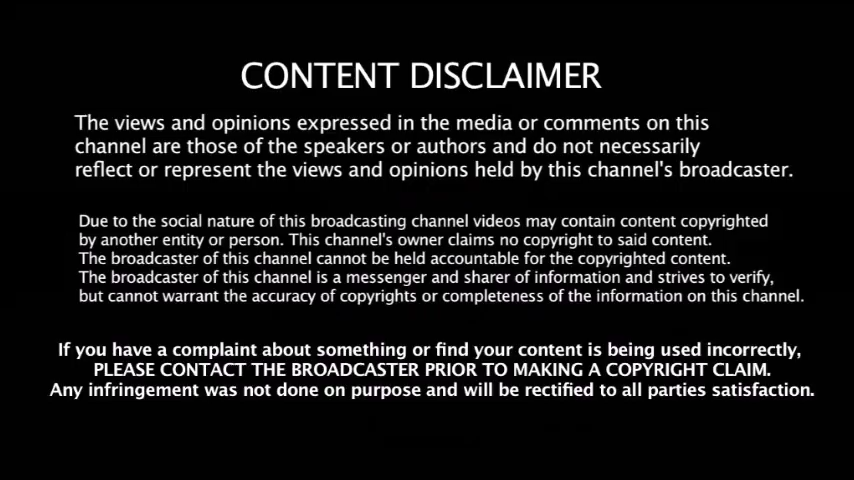 CONTENT DISCLAIMER
The views and opinions expressed in the media or comments on this
channel are those of the speakers or authors and do not necessarily
reflect or represent the views and opinions held by this channel's broadcaster.
Due to the social nature of this broadcasting channel videos may contain content copyrighted
by another entity or person. This channel's owner claims no copyright to said content.
The broadcaster of this channel cannot be held accountable for the copyrighted content.
The broadcaster of this channel is a messenger and sharer of information and strives to verify,
but cannot warrant the accuracy of copyrights or completeness of the information on this channel.
If you have a complaint about something or find your content is being used incorrectly,
PLEASE CONTACT THE BROADCASTER PRIOR TO MAKING A COPYRIGHT CLAIM.
Any infringement was not done on purpose and will be rectified to all parties satisfaction.